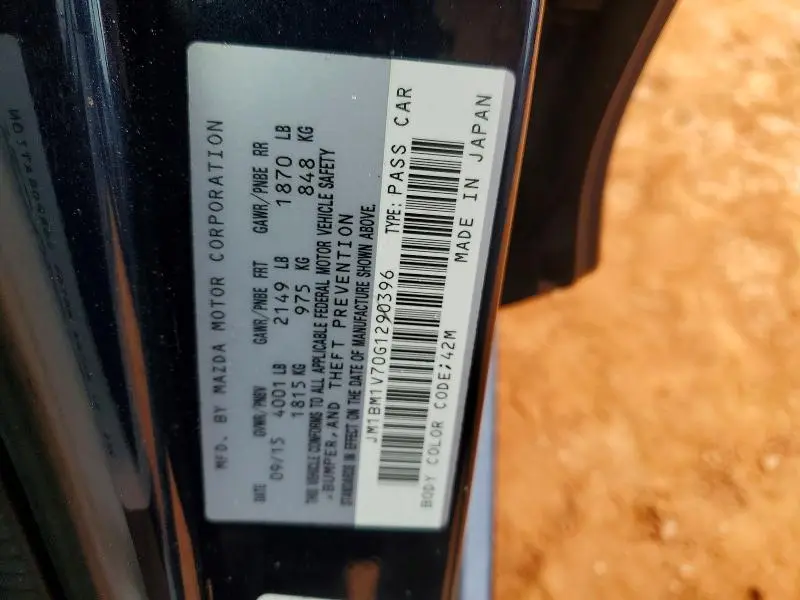 MFD. BY MAZDA MOTOR CORPORATION
DATE GVWR/PNBV GAWR/PNBE FRT GAWR/PNBE RR
09/15 4001 LB 2149 LB 1870 LB
1815 KG 975 KG 848 KG
THIS VEHICLE CONFORMS TO ALL APPLICABLE FEDERAL MOTOR VEHICLE SAFETY
,BUMPER,AND THEFT PREVENTION
STANDARDS IN EFFECT ON THE DATE OF MANUFACTURE SHOWN ABOVE.
JM1BM1V70G1290396 TYPE: PASS CAR
BODY COLOR CODE;42M MADE IN JAPAN